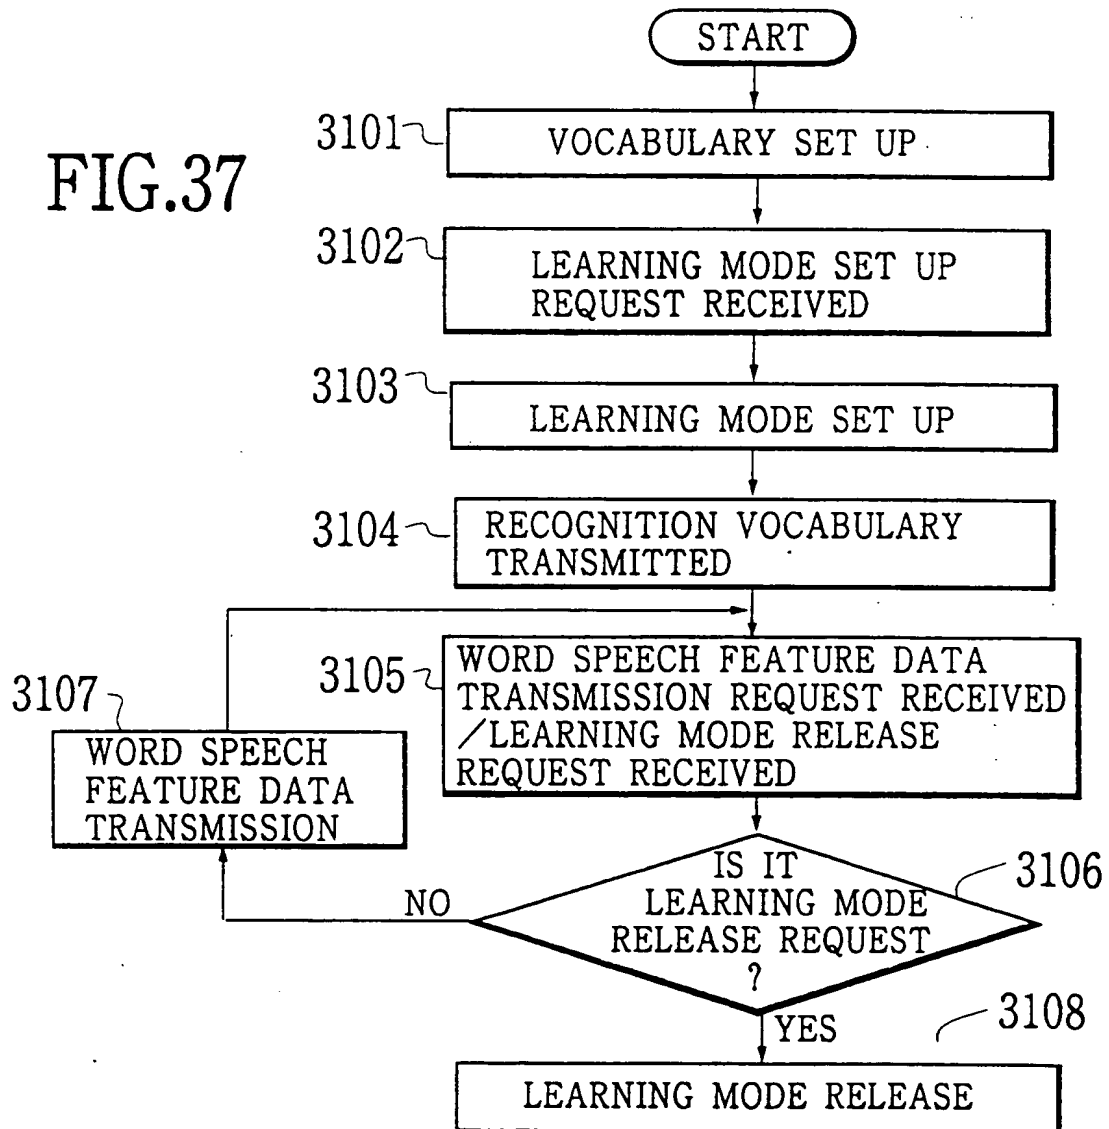 START
3101
VOCABULARY SET UP
FIG.37
3102
LEARNING MODE SET UP
REQUEST RECEIVED
3103
LEARNING MODE SET UP
3104
RECOGNITION VOCABULARY
TRANSMITTED
3105
WORD SPEECH FEATURE DATA
TRANSMISSION REQUEST RECEIVED
/LEARNING MODE RELEASE
REQUEST RECEIVED
3107
WORD SPEECH
FEATURE DATA
TRANSMISSION
IS IT
LEARNING MODE
RELEASE REQUEST
?
3106
NO
YES
3108
LEARNING MODE RELEASE